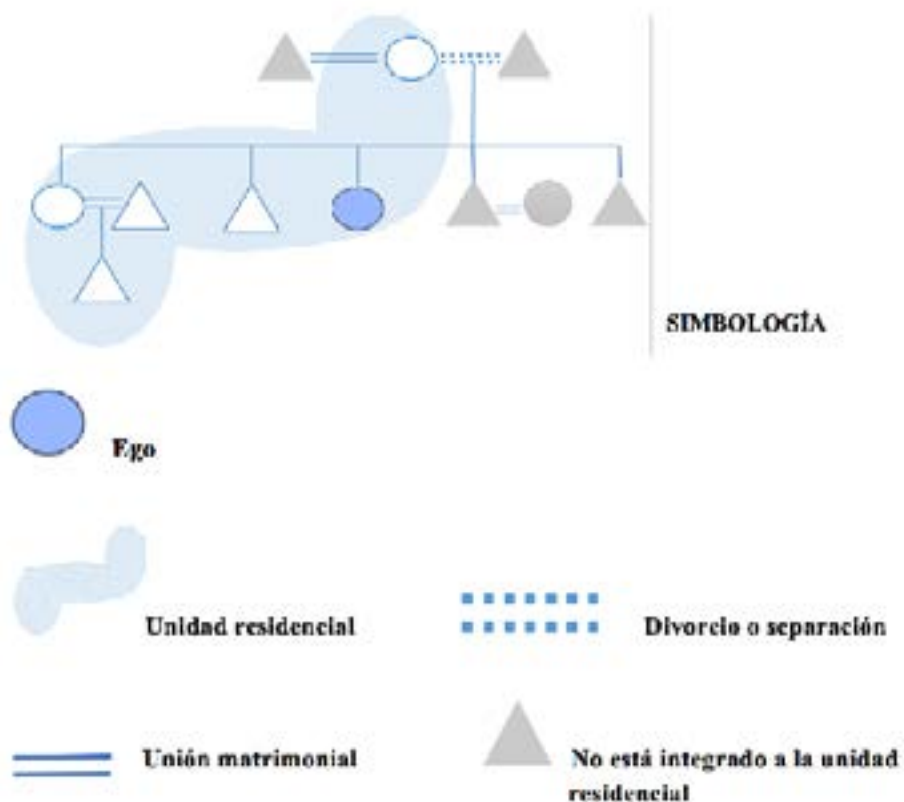 SIMBOLOGÍA
Ego
Unidad residencial
Divorcio o separación
Unión matrimonial
No está integrado a la unidad
residencial